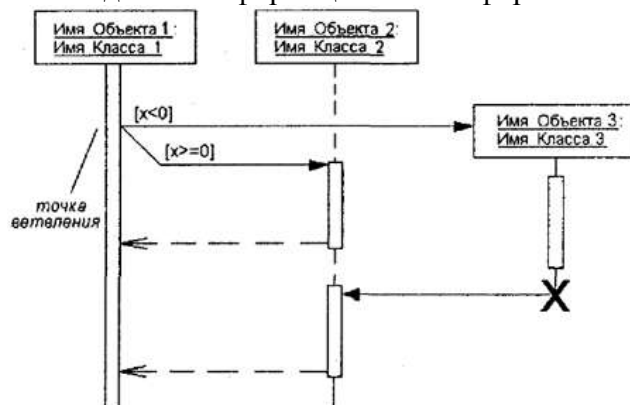 Имя Объекта 1:
Имя Класса 1
Имя Объекта 2:
Имя Класса 2
[x<0]
Имя Объекта 3:
Имя Класса 3
[x>=0]
точка
ветвления
X